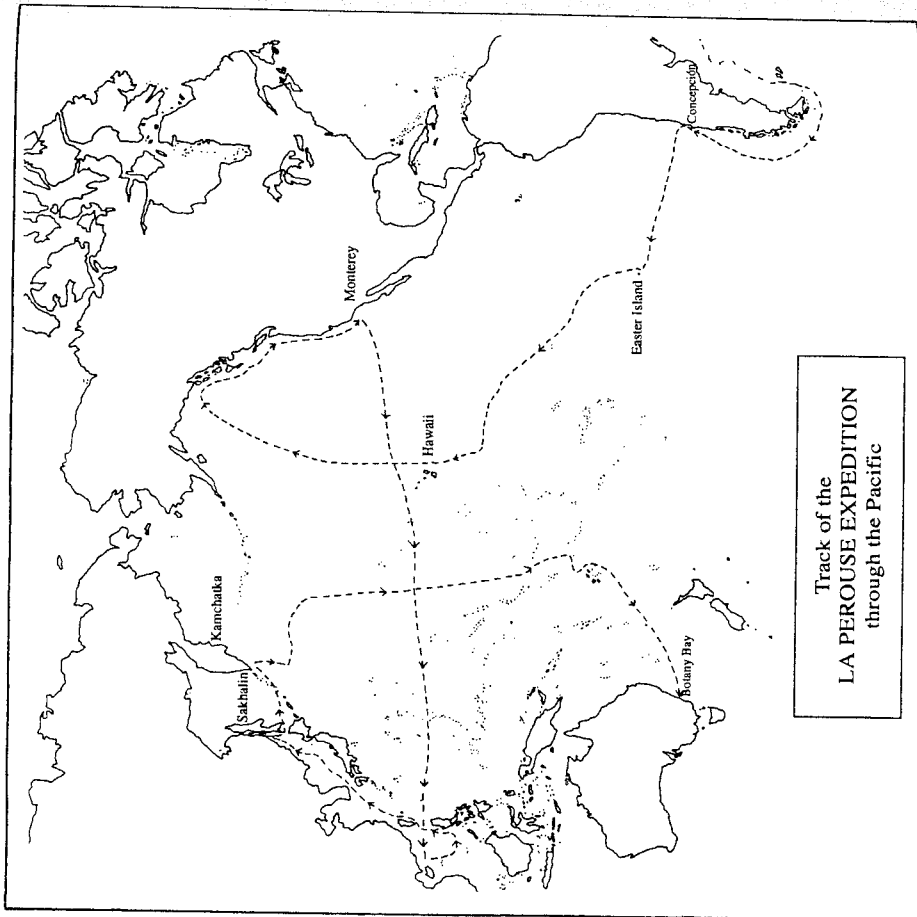 Concepción
Monterey
Easter Island
Hawaii
Kamchatka
Sakhalin
Botany Bay
Track of the
LA PEROUSE EXPEDITION
through the Pacific